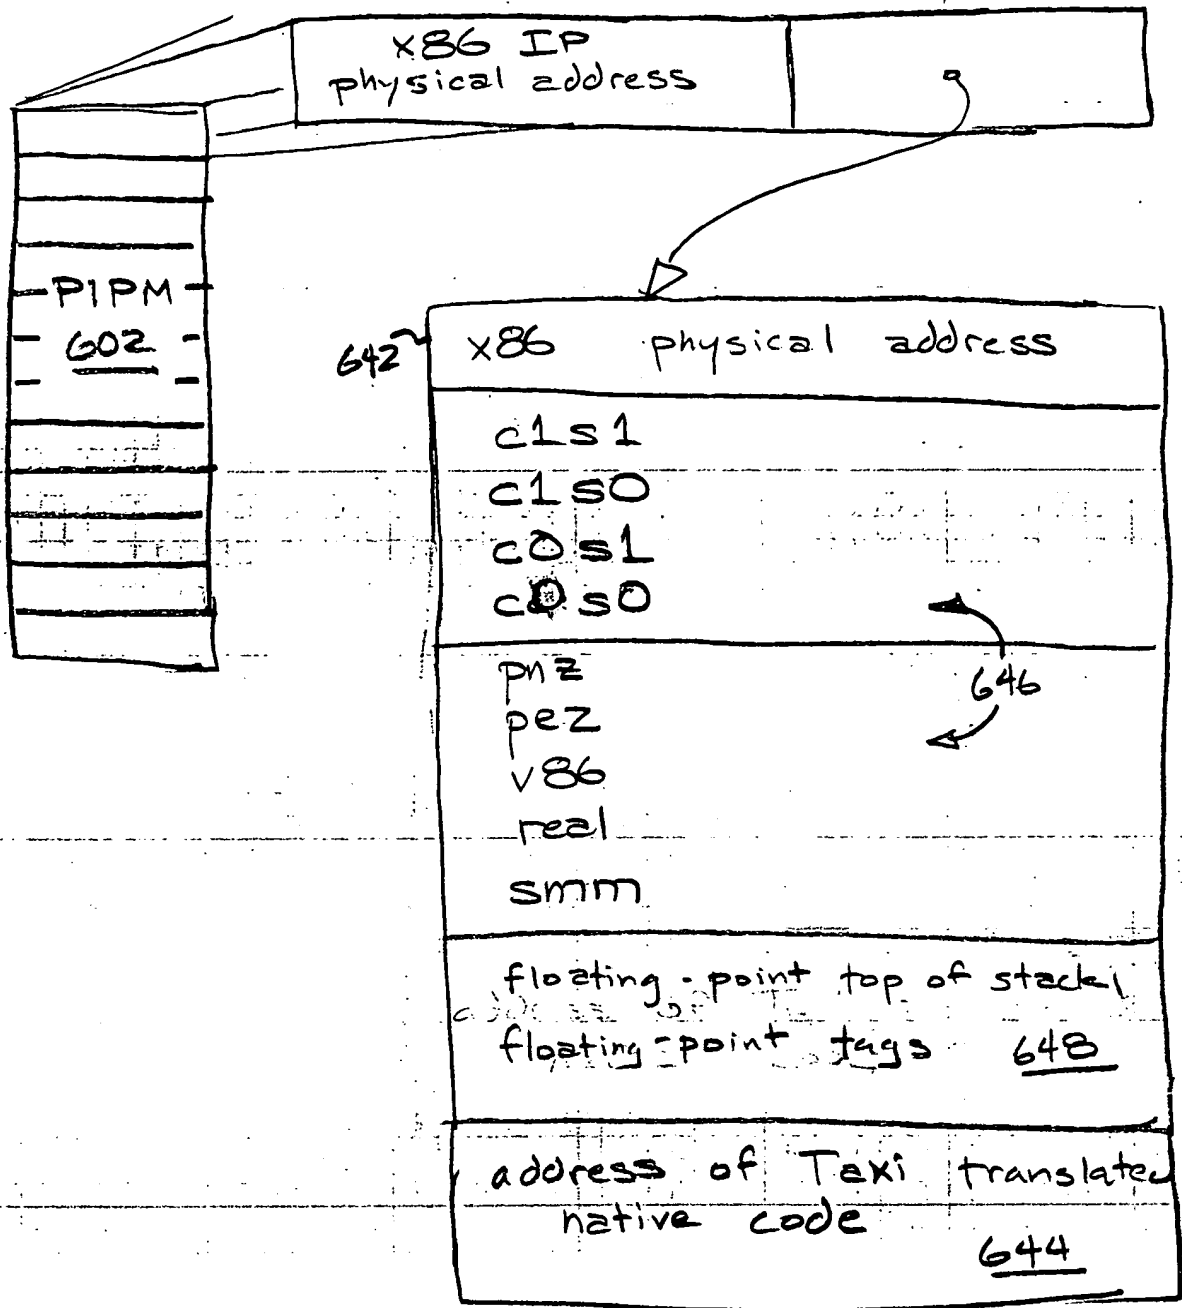 x86 IP
physical address
PIPM
602
642
x86 physical address
c1s1
c1s0
c0s1
c0s0
646
pnz
pez
v86
real
smm
floating-point top of stack
floating-point tags 648
address of Taxi translated
native code
644